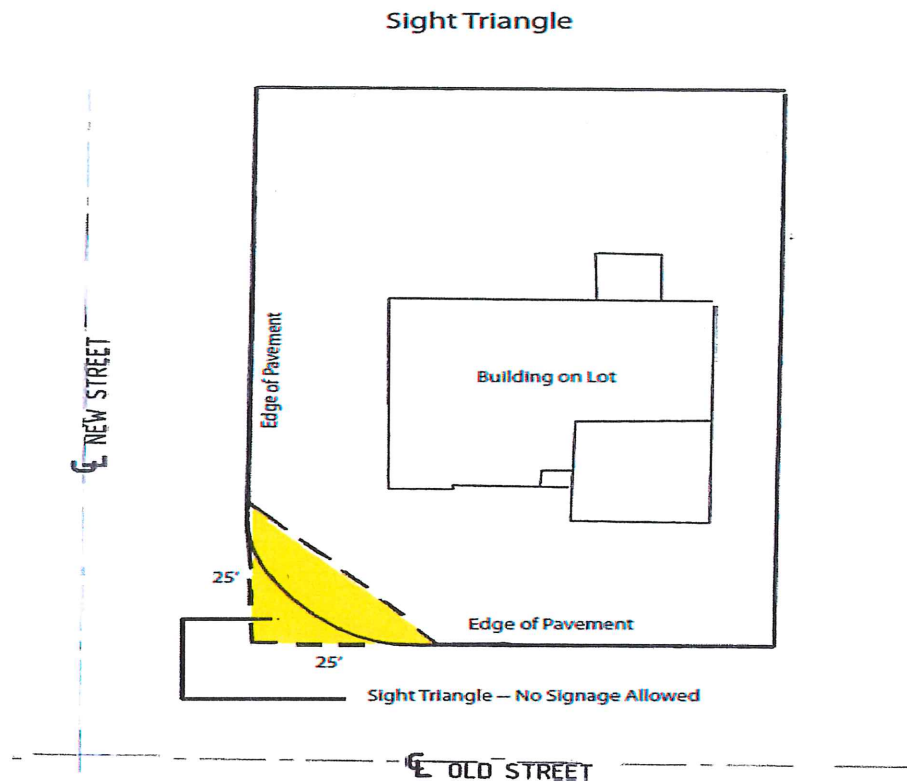 Sight Triangle
Edge of Pavement
℄ NEW STREET
Building on Lot
25'
Edge of Pavement
25'
Sight Triangle -- No Signage Allowed
℄ OLD STREET